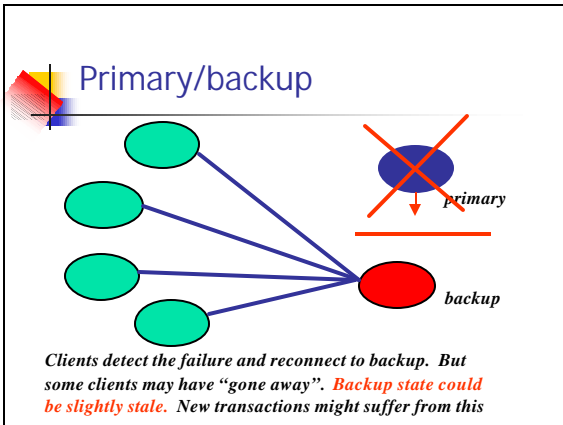 Primary/backup
primary
backup
Clients detect the failure and reconnect to backup. But
some clients may have “gone away”. Backup state could
be slightly stale. New transactions might suffer from this